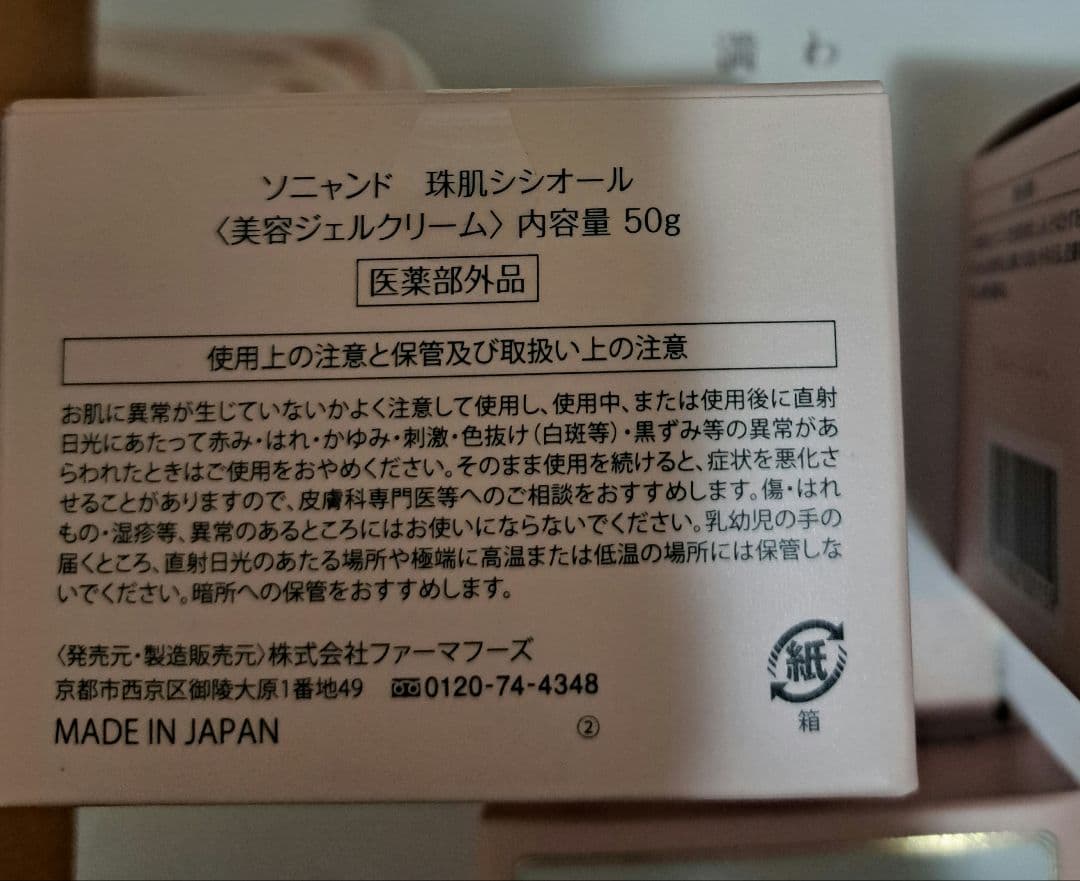 満 わ
ソニャンド 珠肌シシオール
〈美容ジェルクリーム〉内容量 50g
医薬部外品
使用上の注意と保管及び取扱い上の注意
お肌に異常が生じていないかよく注意して使用し、使用中、または使用後に直射
日光にあたって赤み・はれ・かゆみ・刺激・色抜け(白斑等)・黒ずみ等の異常があ
らわれたときはご使用をおやめください。そのまま使用を続けると、症状を悪化さ
せることがありますので、皮膚科専門医等へのご相談をおすすめします。傷・はれ
もの・湿疹等、異常のあるところにはお使いにならないでください。乳幼児の手の
届くところ、直射日光のあたる場所や極端に高温または低温の場所には保管しな
いでください。暗所への保管をおすすめします。
〈発売元・製造販売元〉株式会社ファーマフーズ
京都市西京区御陵大原1番地49 0120-74-4348
MADE IN JAPAN ②
紙
箱